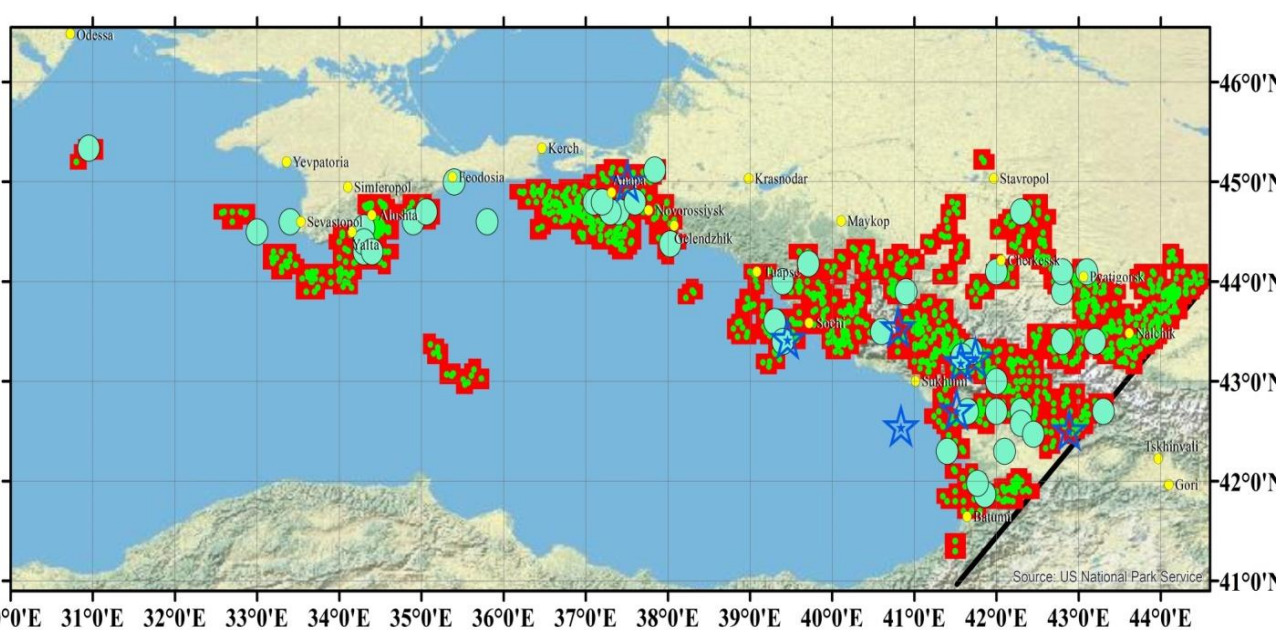 Odessa
46°0'N
Kerch
Yevpatoria
45°0'N
Feodosia
Anapa
Krasnodar
Stavropol
Simferopol
Alushta
Sevastopol
Novorossiysk
Maykop
Yalta
Gelendzhik
Cherkessk
44°0'N
Tuapse
Pyatigorsk
Sochi
Nalchik
43°0'N
Sukhumi
Tskhinvali
42°0'N
Gori
Batumi
Source: US National Park Service
41°0'N
0°0'E 31°0'E 32°0'E 33°0'E 34°0'E 35°0'E 36°0'E 37°0'E 38°0'E 39°0'E 40°0'E 41°0'E 42°0'E 43°0'E 44°0'E